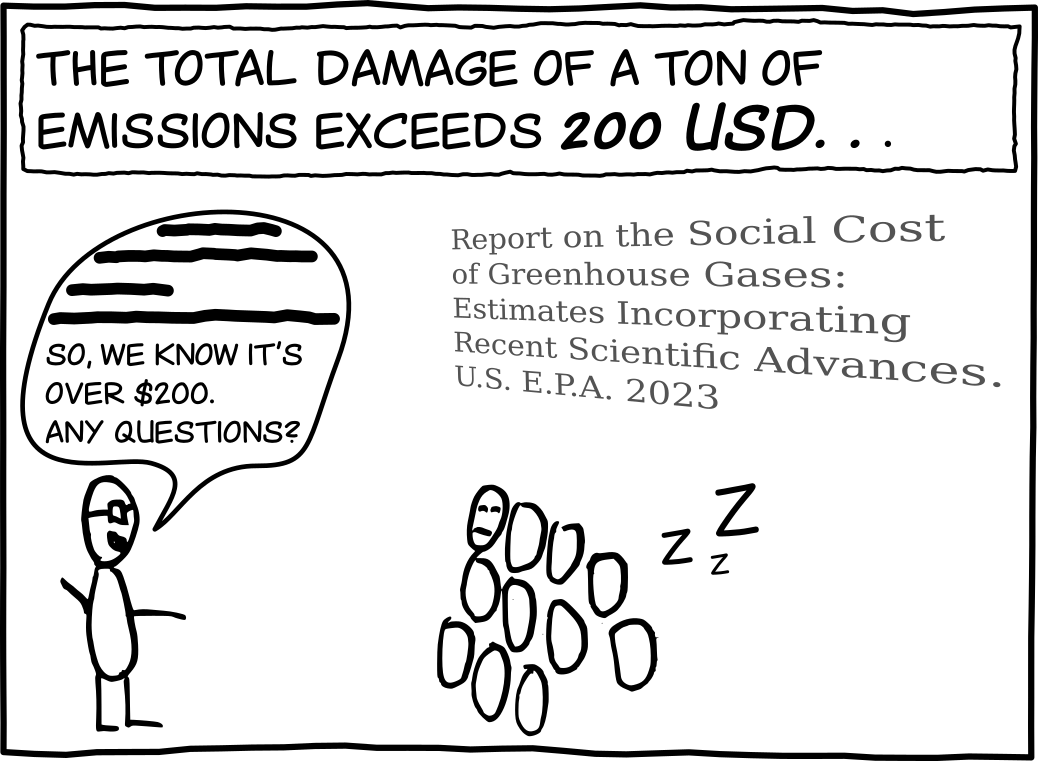 THE TOTAL DAMAGE OF A TON OF
EMISSIONS EXCEEDS 200 USD. . .
SO, WE KNOW IT'S
OVER $200.
ANY QUESTIONS?
Report on the Social Cost
of Greenhouse Gases:
Estimates Incorporating
Recent Scientific Advances.
U.S. E.P.A. 2023
Z Z
Z